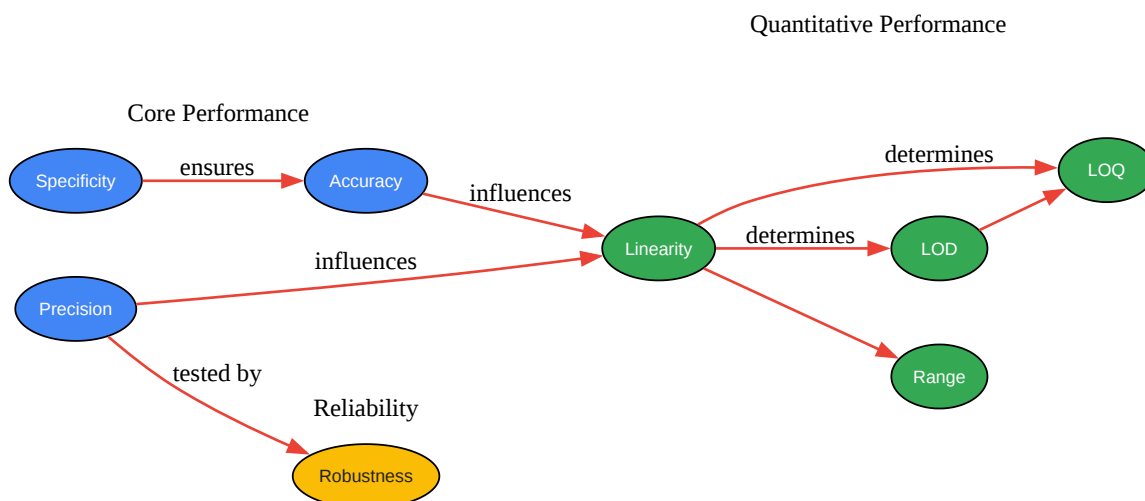 Quantitative Performance
Core Performance
Specificity
ensures
Accuracy
influences
determines
LOQ
Linearity
determines
LOD
influences
Precision
tested by
Range
Reliability
Robustness